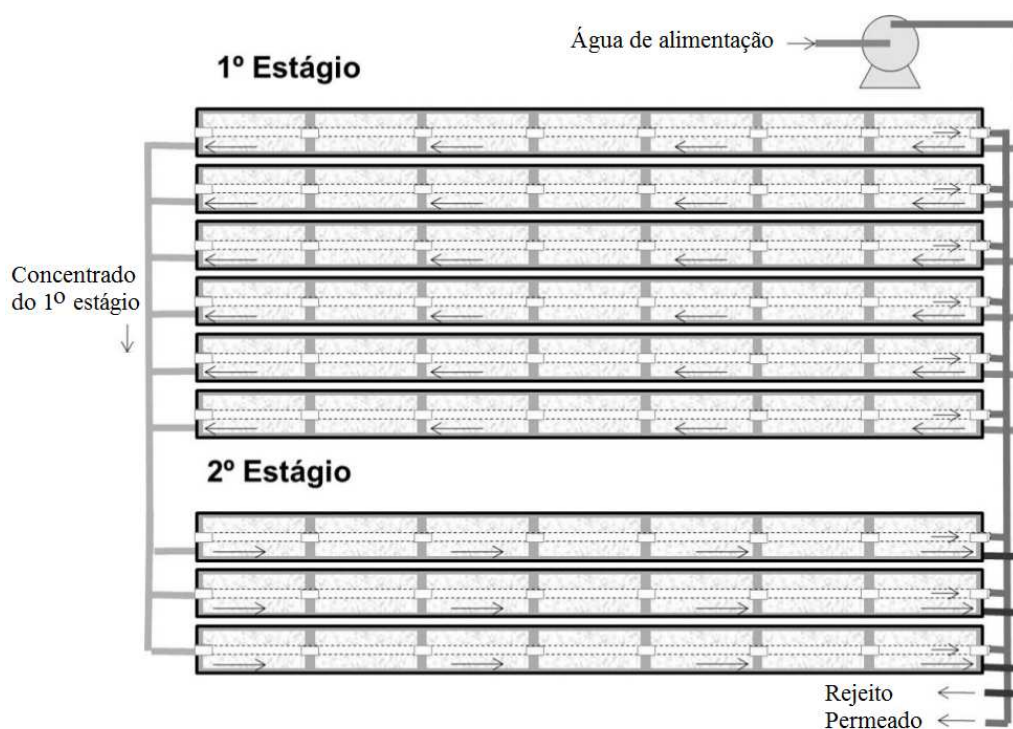 Água de alimentação
1º Estágio
Concentrado
do 1º estágio
2º Estágio
Rejeito
Permeado